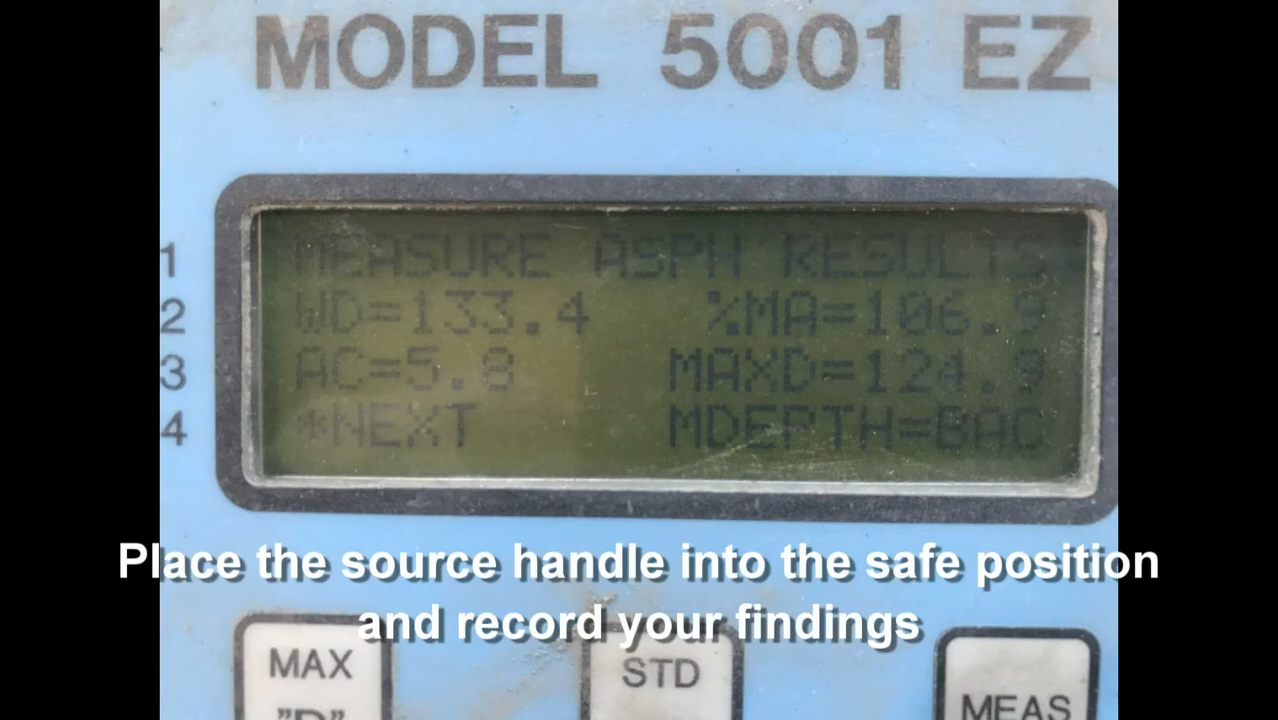 MODEL 5001 EZ
1 MEASURE ASPH RESULTS
2 WD=133.4 %MA=106.9
3 AC=5.8 MAXD=124.9
4 *NEXT MDEPTH=BAC
Place the source handle into the safe position
and record your findings
MAX STD
"D" MEAS